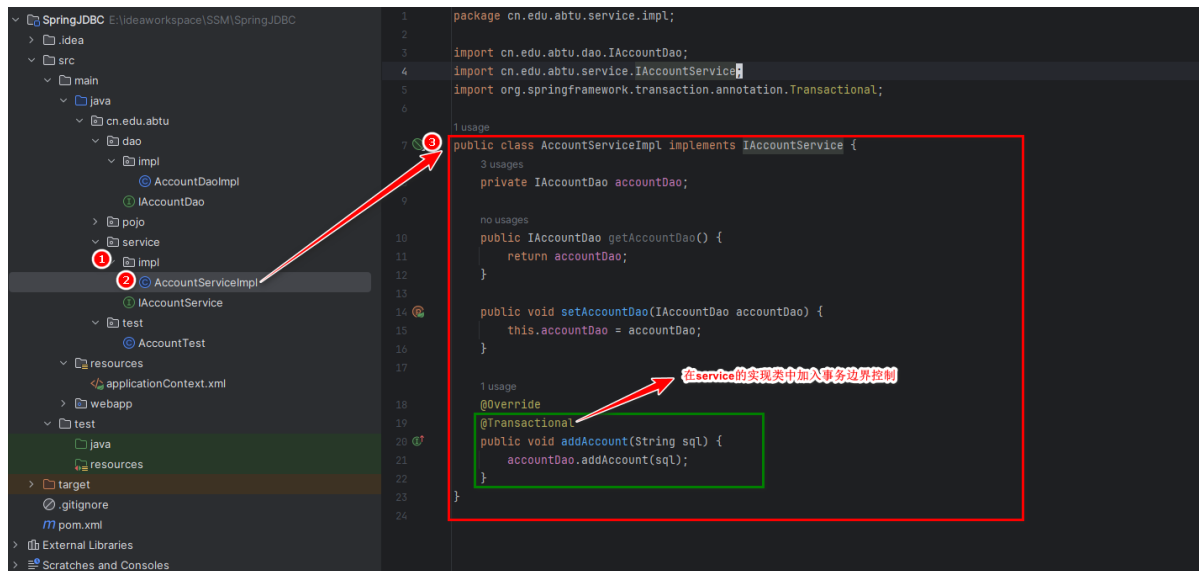 SpringJDBC E:\ideaworkspace\SSM\SpringJDBC
.idea
src
main
java
cn.edu.abtu
dao
impl
AccountDaoImpl
IAccountDao
pojo
service
1 impl
2 AccountServiceImpl
IAccountService
test
AccountTest
resources
applicationContext.xml
webapp
test
java
resources
target
.gitignore
m pom.xml
External Libraries
Scratches and Consoles
1 package cn.edu.abtu.service.impl;
2
3 import cn.edu.abtu.dao.IAccountDao;
4 import cn.edu.abtu.service.IAccountService;
5 import org.springframework.transaction.annotation.Transactional;
6
1 usage
7 3 public class AccountServiceImpl implements IAccountService {
3 usages
private IAccountDao accountDao;
9
no usages
10 public IAccountDao getAccountDao() {
11 return accountDao;
12 }
13
14 public void setAccountDao(IAccountDao accountDao) {
15 this.accountDao = accountDao;
16 }
17
在service的实现类中加入事务边界控制
1 usage
18 @Override
19 @Transactional
20 public void addAccount(String sql) {
21 accountDao.addAccount(sql);
22 }
23 }
24